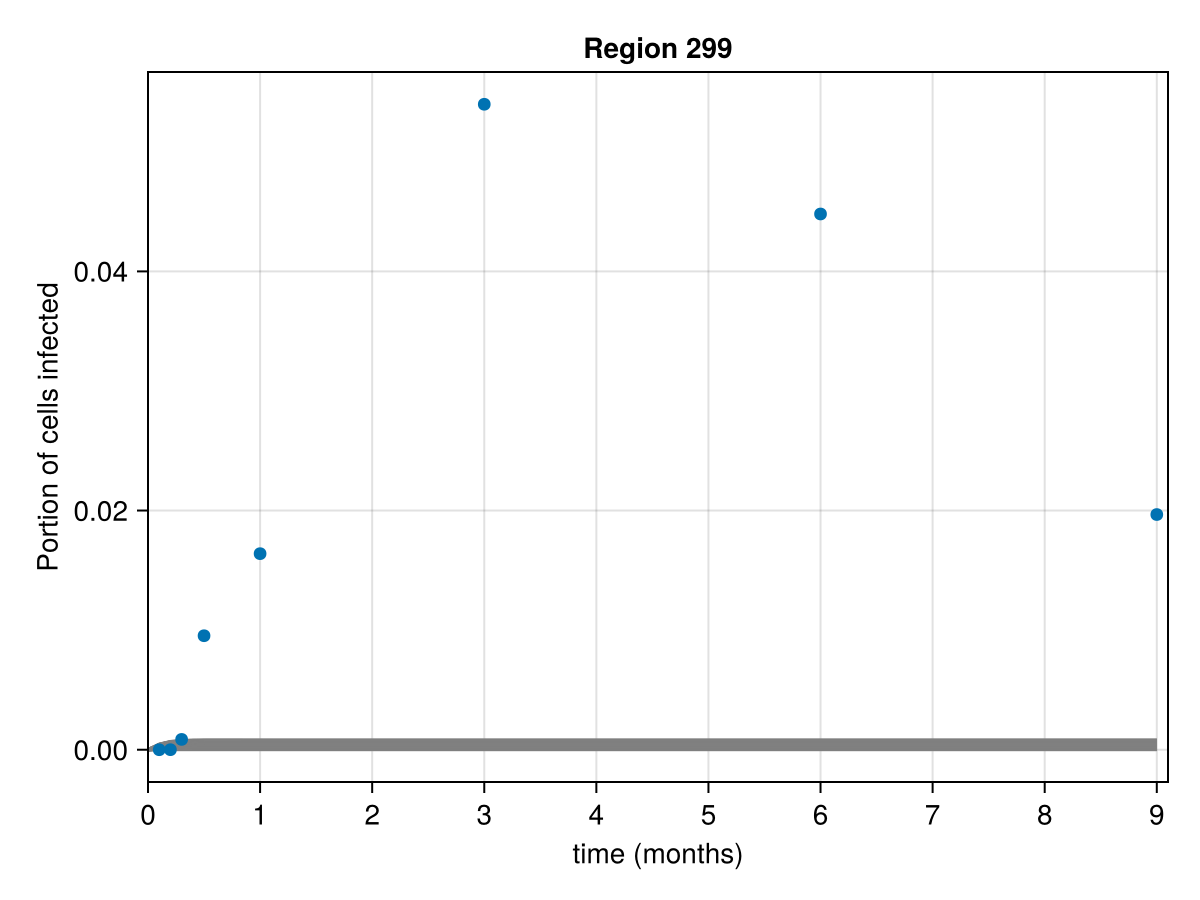 Region 299
Portion of cells infected
0.04
0.02
0.00
0 1 2 3 4 5 6 7 8 9
time (months)